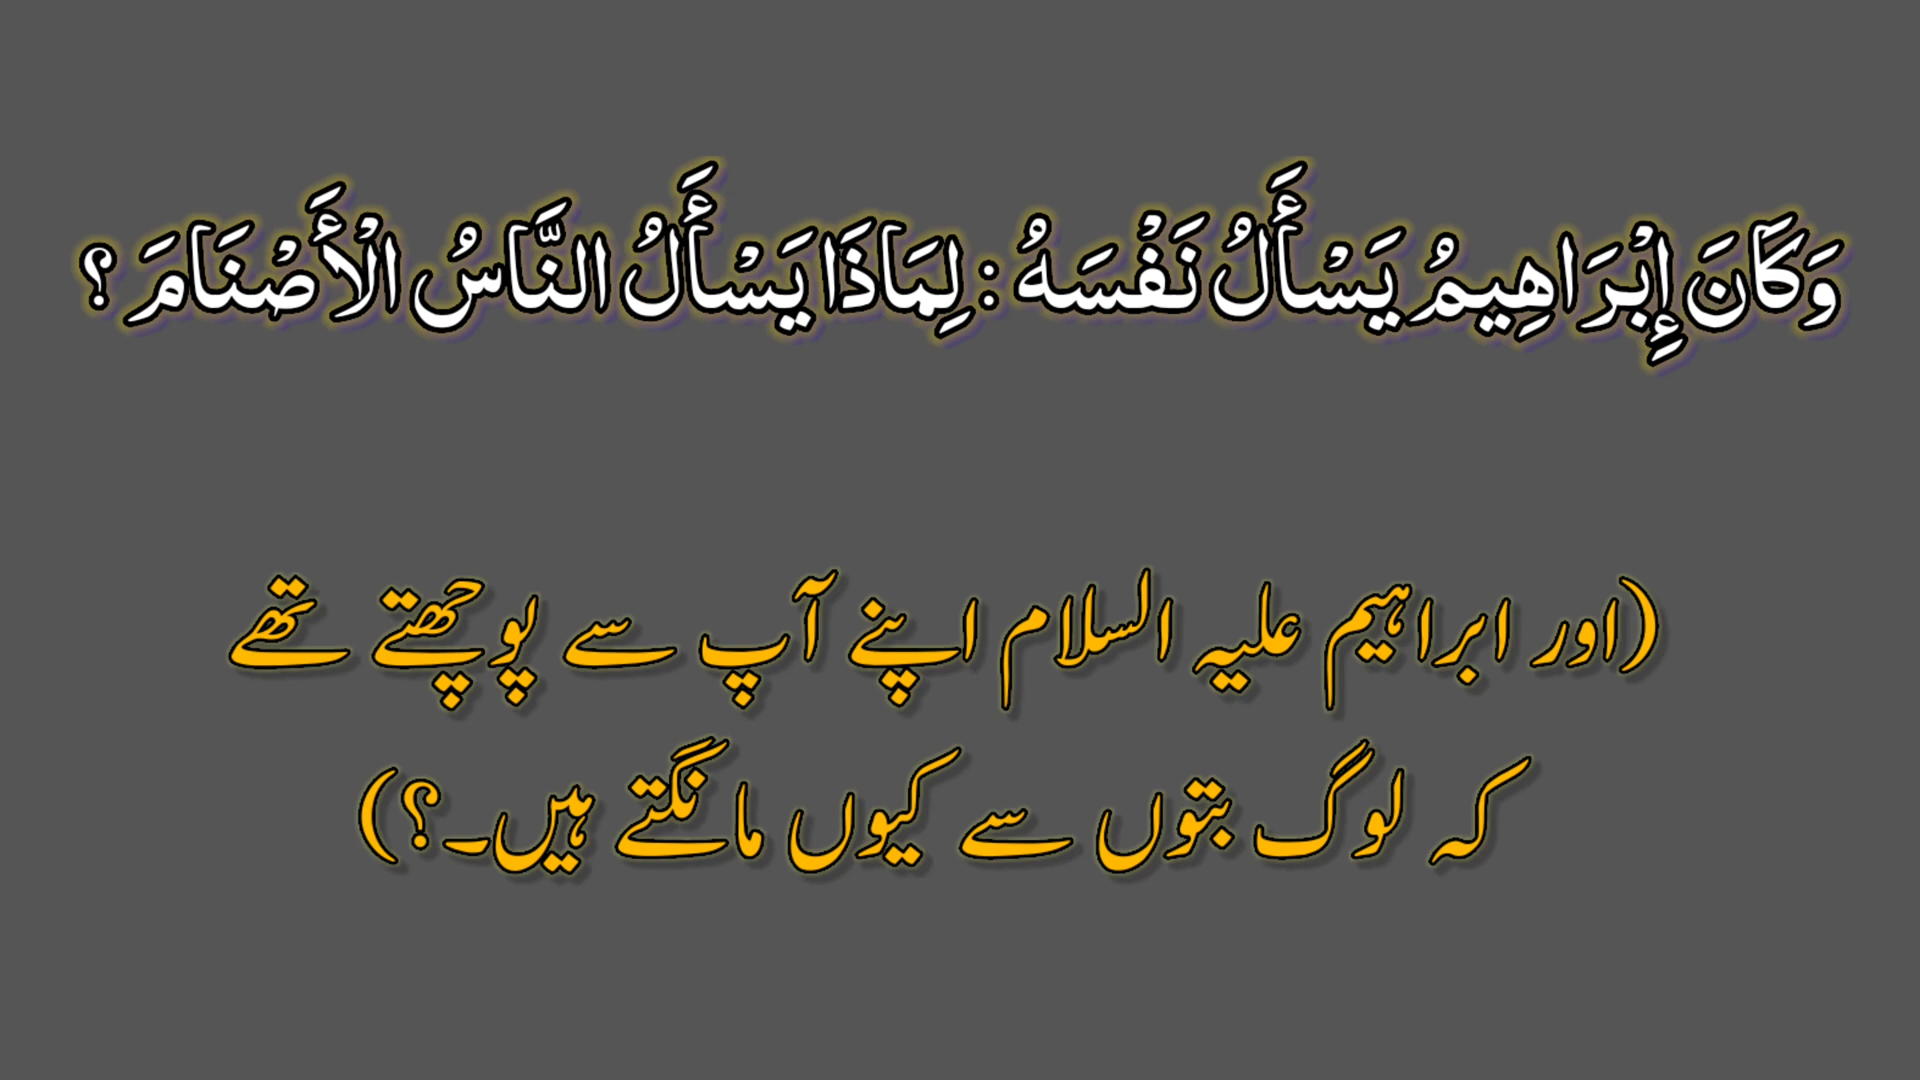 وَكَانَ إِبْرَاهِيمُ يَسْأَلُ نَفْسَهُ : لِمَاذَا يَسْأَلُ النَّاسُ الْأَصْنَامَ ؟
(اور ابراہیم علیہ السلام اپنے آپ سے پوچھتے تھے
کہ لوگ بتوں سے کیوں مانگتے ہیں۔؟)